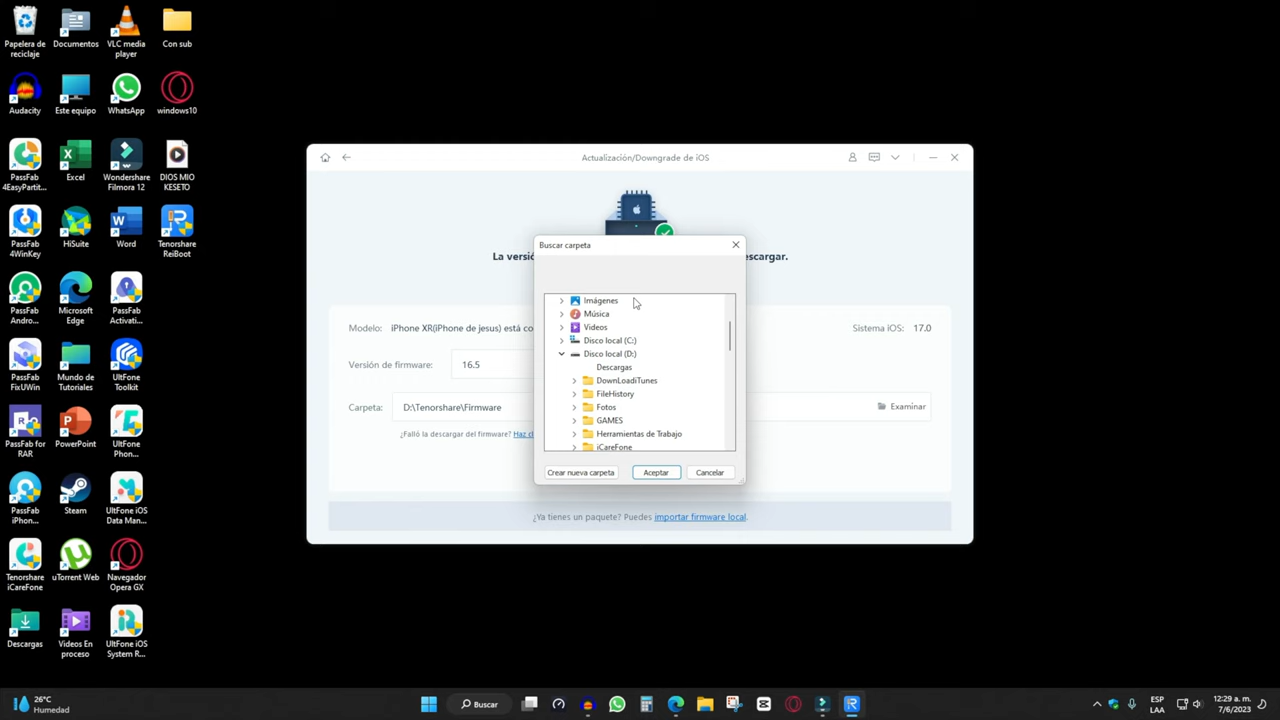 Papelera de
reciclaje
Documentos
VLC media
player
Con sub
Audacity
Este equipo
WhatsApp
windows10
PassFab
4EasyPartit...
Excel
Wondershare
Filmora 12
DIOS MIO
KESETO
PassFab
4WinKey
HiSuite
Word
Tenorshare
ReiBoot
PassFab
Andro...
Microsoft
Edge
PassFab
Activati...
PassFab
FixUWin
Mundo de
Tutoriales
UltFone
Toolkit
PassFab for
RAR
PowerPoint
UltFone
Phon...
PassFab
iPhon...
Steam
UltFone iOS
Data Man...
Tenorshare
iCareFone
uTorrent Web
Navegador
Opera GX
Descargas
Videos En
proceso
UltFone iOS
System R...
Actualización/Downgrade de iOS
La versió
escargar.
Modelo: iPhone XR(iPhone de jesus) está co
Sistema iOS: 17.0
Versión de firmware: 16.5
Carpeta: D:\Tenorshare\Firmware
Examinar
¿Falló la descarga del firmware? Haz cl
¿Ya tienes un paquete? Puedes importar firmware local.
Buscar carpeta
Imágenes
Música
Videos
Disco local (C:)
Disco local (D:)
Descargas
DownLoadiTunes
FileHistory
Fotos
GAMES
Herramientas de Trabajo
iCareFone
Crear nueva carpeta
Aceptar
Cancelar
26°C
Humedad
Buscar
ESP
LAA
12:29 a. m.
7/6/2023